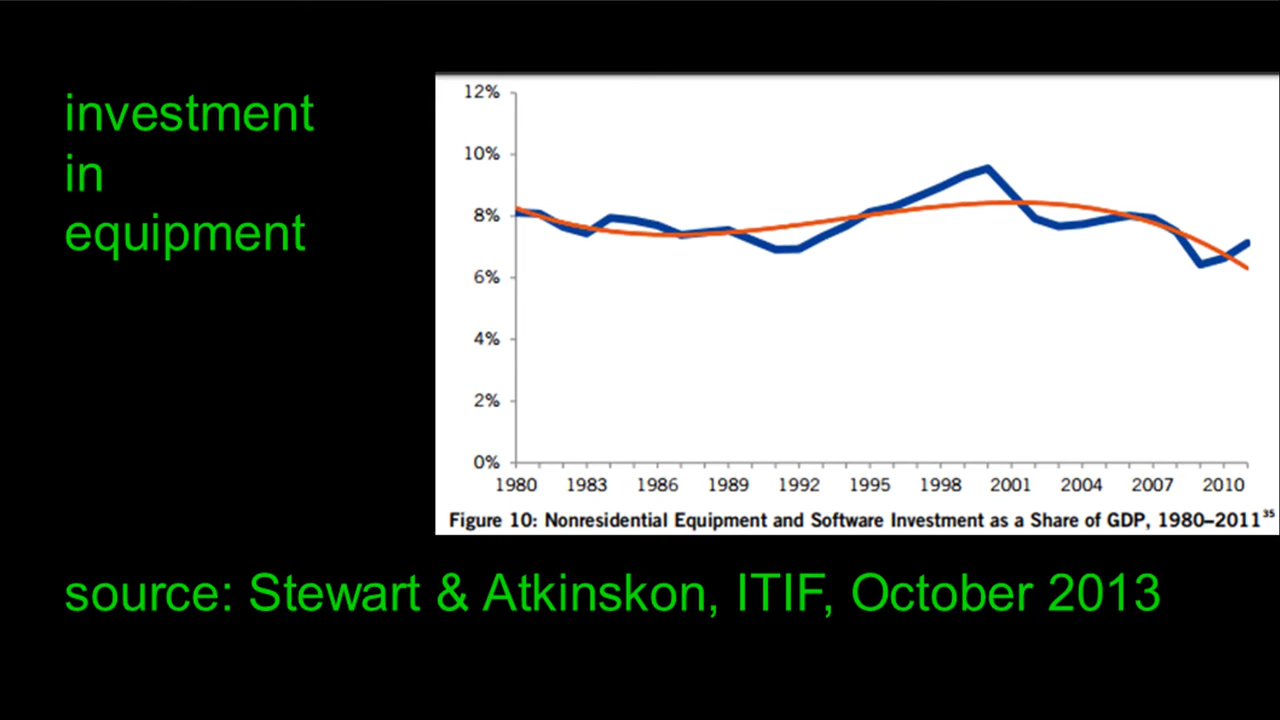 investment
in
equipment
12%
10%
8%
6%
4%
2%
0%
1980 1983 1986 1989 1992 1995 1998 2001 2004 2007 2010
Figure 10: Nonresidential Equipment and Software Investment as a Share of GDP, 1980–2011³⁵
source: Stewart & Atkinskon, ITIF, October 2013